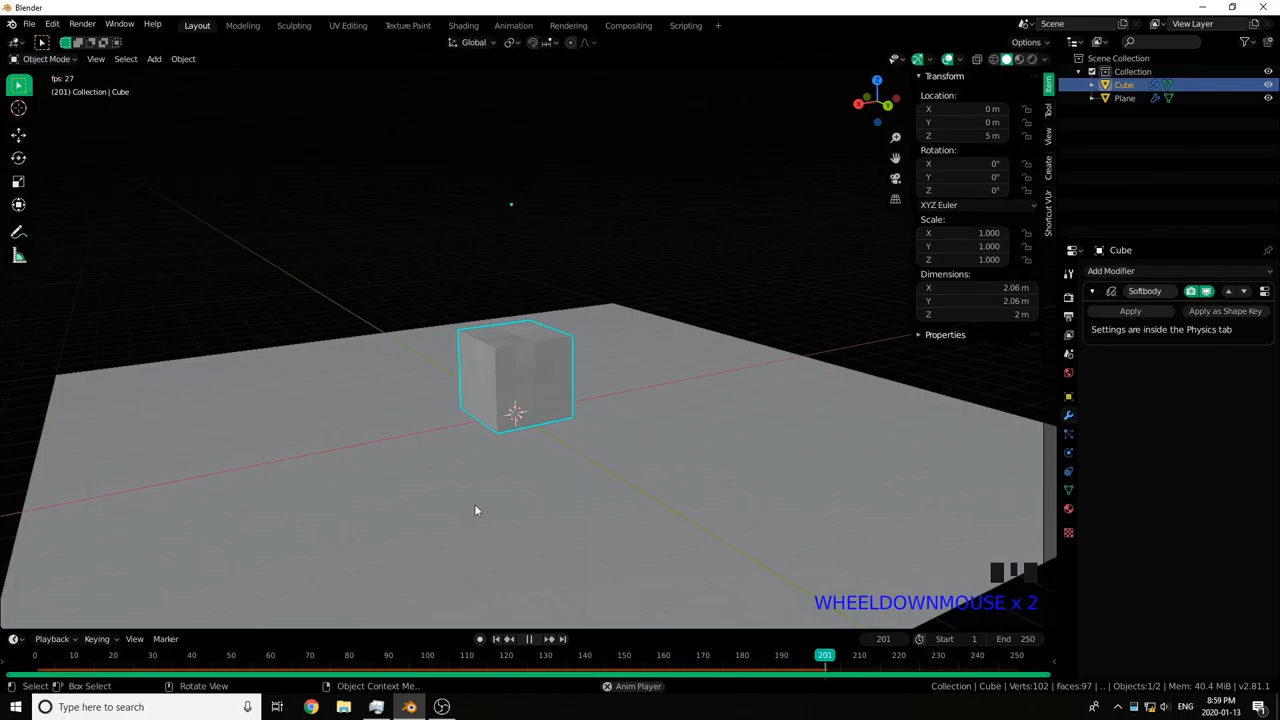 Blender
File Edit Render Window Help
Layout Modeling Sculpting UV Editing Texture Paint Shading Animation Rendering Compositing Scripting +
Scene
View Layer
Global
Options
Object Mode View Select Add Object
fps: 27
(201) Collection | Cube
Transform
Location:
X 0 m
Y 0 m
Z 5 m
Rotation:
X 0°
Y 0°
Z 0°
XYZ Euler
Scale:
X 1.000
Y 1.000
Z 1.000
Dimensions:
X 2.06 m
Y 2.06 m
Z 2 m
Properties
Item
Tool
View
Create
Shortcut VUr
Scene Collection
Collection
Cube
Plane
Cube
Add Modifier
Softbody
Apply Apply as Shape Key
Settings are inside the Physics tab
X
Y
Z
WHEELDOWNMOUSE x 2
Playback Keying View Marker
201 Start 1 End 250
0 10 20 30 40 50 60 70 80 90 100 110 120 130 140 150 160 170 180 190 201 210 220 230 240 250
Select Box Select Rotate View Object Context Me.. Anim Player Collection | Cube | Verts:102 | Faces:97 | .. | Objects:1/2 | Mem: 40.4 MiB | v2.81.1
Type here to search
ENG
8:59 PM
2020-01-13